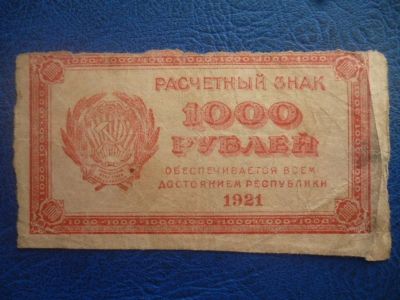 РАСЧЕТНЫЙ ЗНАК
1000
РУБЛЕЙ
ОБЕСПЕЧИВАЕТСЯ ВСЕМ
ДОСТОЯНИЕМ РЕСПУБЛИКИ
1921